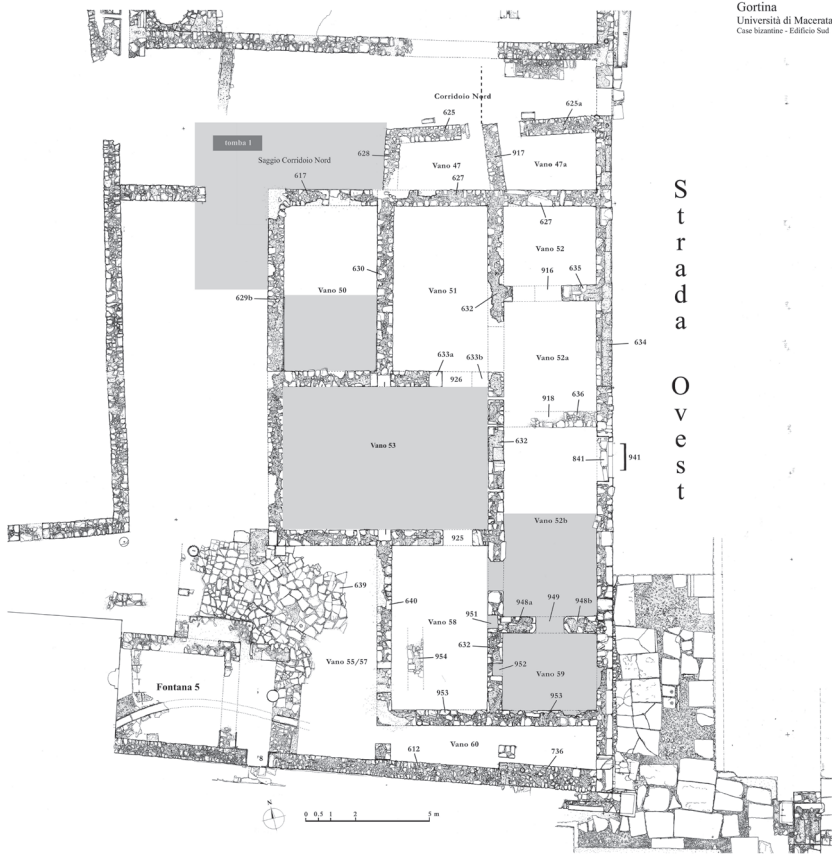 Gortina
Università di Macerata
Case bizantine - Edificio Sud
Corridoio Nord
625
625a
tomba I
Saggio Corridoio Nord
628
Vano 47
917
Vano 47a
617
627
627
Vano 52
630
916
635
629b
Vano 50
Vano 51
632
634
633a
633b
Vano 52a
926
918
636
Vano 53
632
841
941
Strada Ovest
Vano 52b
925
639
640
948a
949
948b
951
Vano 58
632
954
952
Vano 59
Vano 55/57
Fontana 5
953
953
Vano 60
612
736
N
0 0.5 1 2 5 m